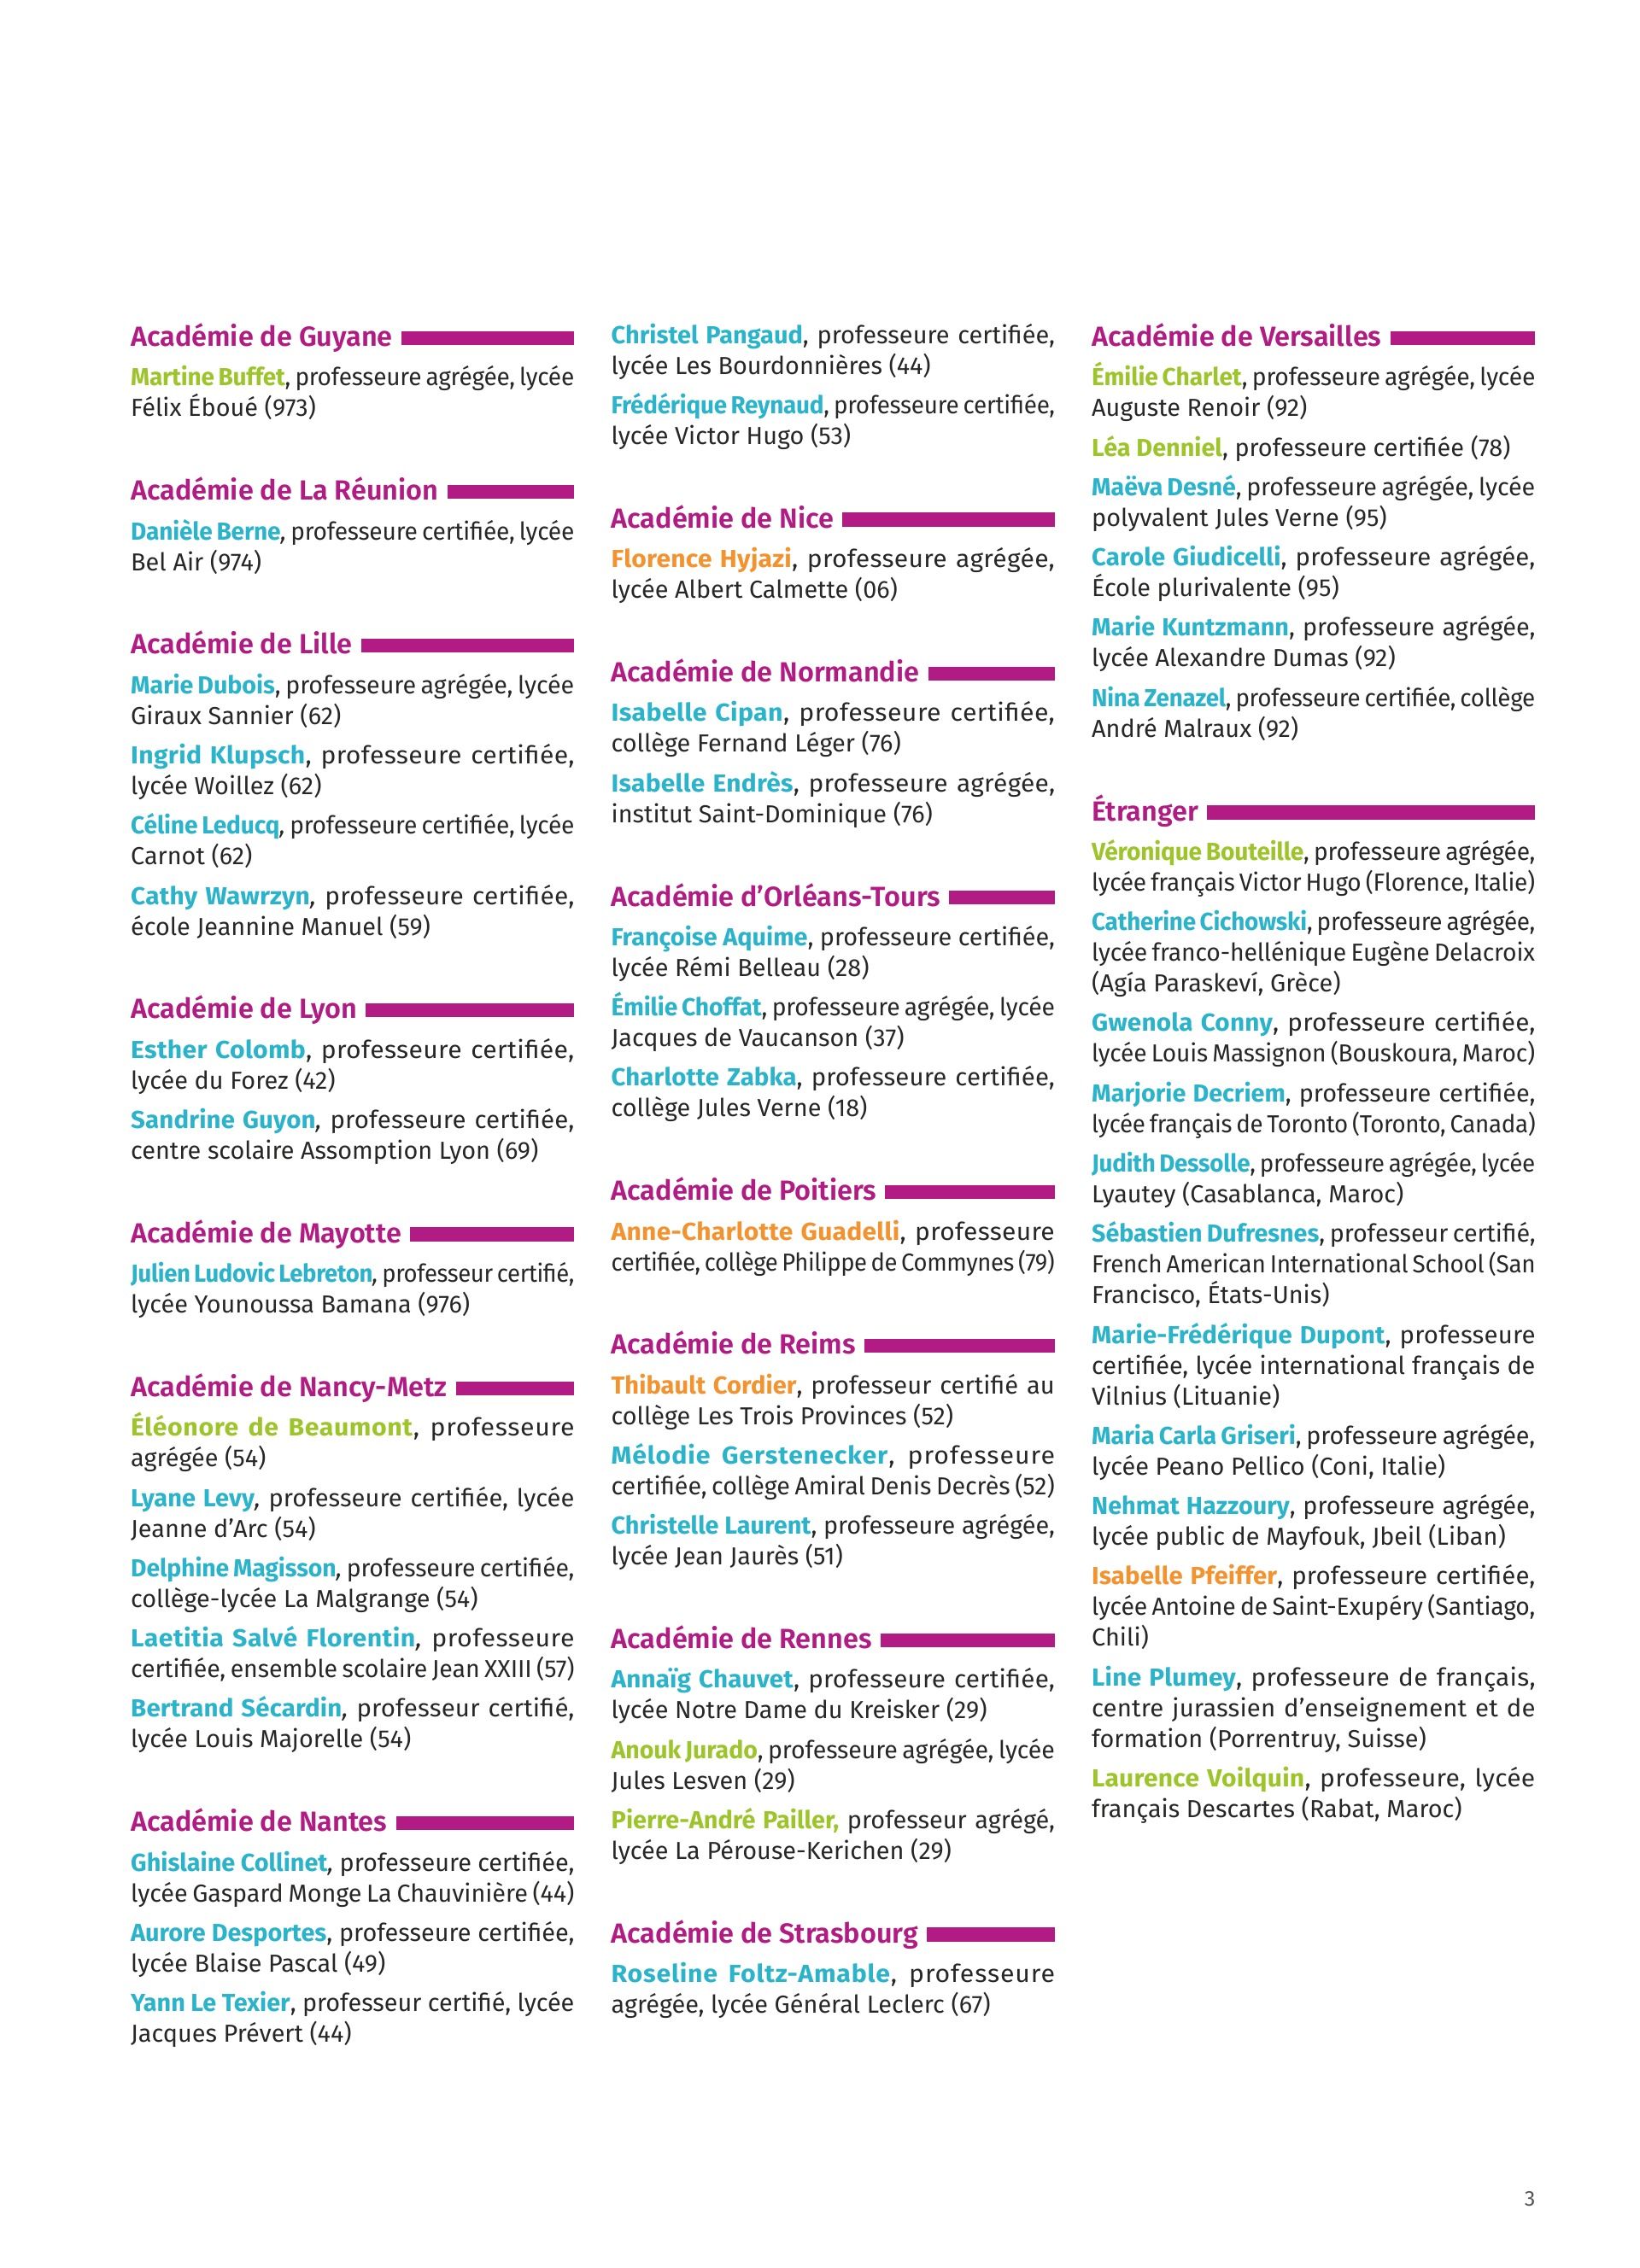 Académie de Guyane
Martine Buffet, professeure agrégée, lycée
Félix Éboué (973)
Académie de La Réunion
Danièle Berne, professeure certifiée, lycée
Bel Air (974)
Académie de Lille
Marie Dubois, professeure agrégée, lycée
Giraux Sannier (62)
Ingrid Klupsch, professeure certifiée,
lycée Woillez (62)
Céline Leducq, professeure certifiée, lycée
Carnot (62)
Cathy Wawrzyn, professeure certifiée,
école Jeannine Manuel (59)
Académie de Lyon
Esther Colomb, professeure certifiée,
lycée du Forez (42)
Sandrine Guyon, professeure certifiée,
centre scolaire Assomption Lyon (69)
Académie de Mayotte
Julien Ludovic Lebreton, professeur certifié,
lycée Younoussa Bamana (976)
Académie de Nancy-Metz
Éléonore de Beaumont, professeure
agrégée (54)
Lyane Levy, professeure certifiée, lycée
Jeanne d’Arc (54)
Delphine Magisson, professeure certifiée,
collège-lycée La Malgrange (54)
Laetitia Salvé Florentin, professeure
certifiée, ensemble scolaire Jean XXIII (57)
Bertrand Sécardin, professeur certifié,
lycée Louis Majorelle (54)
Académie de Nantes
Ghislaine Collinet, professeure certifiée,
lycée Gaspard Monge La Chauvinière (44)
Aurore Desportes, professeure certifiée,
lycée Blaise Pascal (49)
Yann Le Texier, professeur certifié, lycée
Jacques Prévert (44)
Christel Pangaud, professeure certifiée,
lycée Les Bourdonnières (44)
Frédérique Reynaud, professeure certifiée,
lycée Victor Hugo (53)
Académie de Nice
Florence Hyjazi, professeure agrégée,
lycée Albert Calmette (06)
Académie de Normandie
Isabelle Cipan, professeure certifiée,
collège Fernand Léger (76)
Isabelle Endrès, professeure agrégée,
institut Saint-Dominique (76)
Académie d’Orléans-Tours
Françoise Aquime, professeure certifiée,
lycée Rémi Belleau (28)
Émilie Choffat, professeure agrégée, lycée
Jacques de Vaucanson (37)
Charlotte Zabka, professeure certifiée,
collège Jules Verne (18)
Académie de Poitiers
Anne-Charlotte Guadelli, professeure
certifiée, collège Philippe de Commynes (79)
Académie de Reims
Thibault Cordier, professeur certifié au
collège Les Trois Provinces (52)
Mélodie Gerstenecker, professeure
certifiée, collège Amiral Denis Decrès (52)
Christelle Laurent, professeure agrégée,
lycée Jean Jaurès (51)
Académie de Rennes
Annaïg Chauvet, professeure certifiée,
lycée Notre Dame du Kreisker (29)
Anouk Jurado, professeure agrégée, lycée
Jules Lesven (29)
Pierre-André Pailler, professeur agrégé,
lycée La Pérouse-Kerichen (29)
Académie de Strasbourg
Roseline Foltz-Amable, professeure
agrégée, lycée Général Leclerc (67)
Académie de Versailles
Émilie Charlet, professeure agrégée, lycée
Auguste Renoir (92)
Léa Denniel, professeure certifiée (78)
Maëva Desné, professeure agrégée, lycée
polyvalent Jules Verne (95)
Carole Giudicelli, professeure agrégée,
École plurivalente (95)
Marie Kuntzmann, professeure agrégée,
lycée Alexandre Dumas (92)
Nina Zenazel, professeure certifiée, collège
André Malraux (92)
Étranger
Véronique Bouteille, professeure agrégée,
lycée français Victor Hugo (Florence, Italie)
Catherine Cichowski, professeure agrégée,
lycée franco-hellénique Eugène Delacroix
(Agía Paraskeví, Grèce)
Gwenola Conny, professeure certifiée,
lycée Louis Massignon (Bouskoura, Maroc)
Marjorie Decriem, professeure certifiée,
lycée français de Toronto (Toronto, Canada)
Judith Dessolle, professeure agrégée, lycée
Lyautey (Casablanca, Maroc)
Sébastien Dufresnes, professeur certifié,
French American International School (San
Francisco, États-Unis)
Marie-Frédérique Dupont, professeure
certifiée, lycée international français de
Vilnius (Lituanie)
Maria Carla Griseri, professeure agrégée,
lycée Peano Pellico (Coni, Italie)
Nehmat Hazzoury, professeure agrégée,
lycée public de Mayfouk, Jbeil (Liban)
Isabelle Pfeiffer, professeure certifiée,
lycée Antoine de Saint-Exupéry (Santiago,
Chili)
Line Plumey, professeure de français,
centre jurassien d’enseignement et de
formation (Porrentruy, Suisse)
Laurence Voilquin, professeure, lycée
français Descartes (Rabat, Maroc)
3